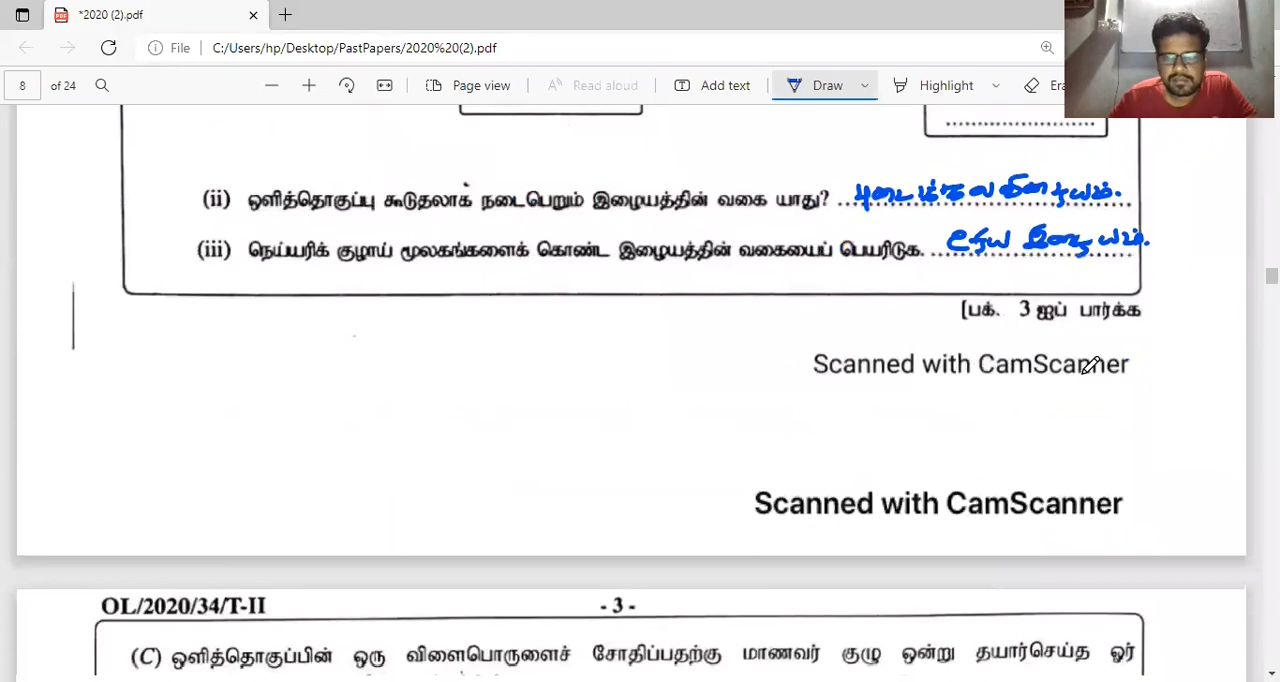 *2020 (2).pdf
File C:/Users/hp/Desktop/PastPapers/2020%20(2).pdf
8 of 24 Page view Read aloud Add text Draw Highlight Era
(ii) ஒளித்தொகுப்பு கூடுதலாக நடைபெறும் இழையத்தின் வகை யாது?
(iii) நெய்யரிக் குழாய் மூலகங்களைக் கொண்ட இழையத்தின் வகையைப் பெயரிடுக.
[பக். 3 ஐப் பார்க்க
Scanned with CamScanner
Scanned with CamScanner
OL/2020/34/T-II - 3 -
(C) ஒளித்தொகுப்பின் ஒரு விளைபொருளைச் சோதிப்பதற்கு மாணவர் குழு ஒன்று தயார்செய்த ஓர்